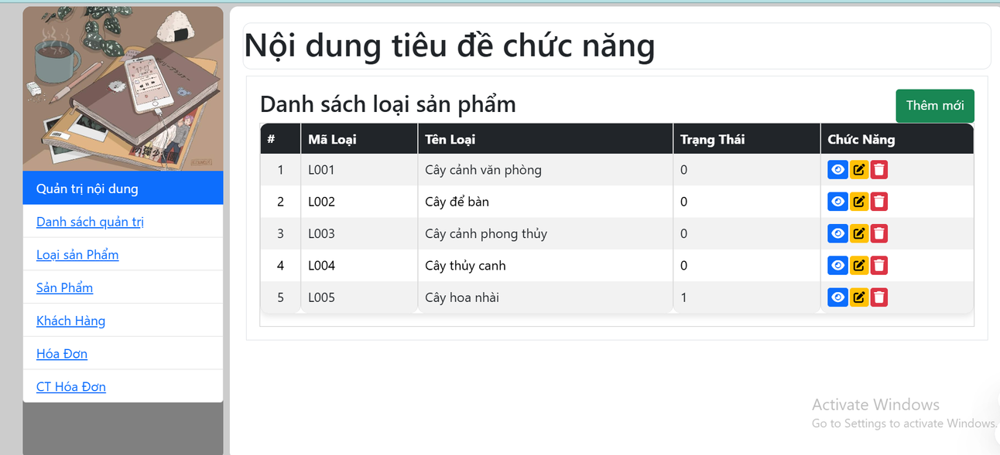 17:07
Quản trị nội dung
Danh sách quản trị
Loại sản Phẩm
Sản Phẩm
Khách Hàng
Hóa Đơn
CT Hóa Đơn
Nội dung tiêu đề chức năng
Danh sách loại sản phẩm
Thêm mới
# Mã Loại Tên Loại Trạng Thái Chức Năng
1 L001 Cây cảnh văn phòng 0
2 L002 Cây để bàn 0
3 L003 Cây cảnh phong thủy 0
4 L004 Cây thủy canh 0
5 L005 Cây hoa nhài 1
Activate Windows
Go to Settings to activate Windows.